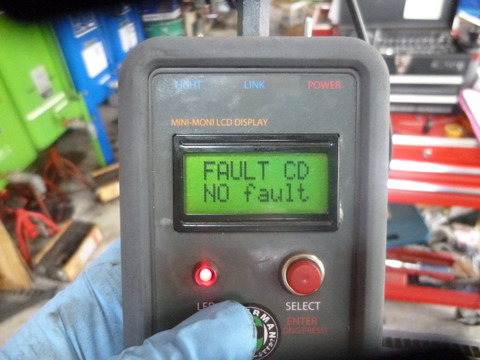 LIGHT LINK POWER
MINI-MONI LCD DISPLAY
FAULT CD
NO fault
SELECT
ENTER